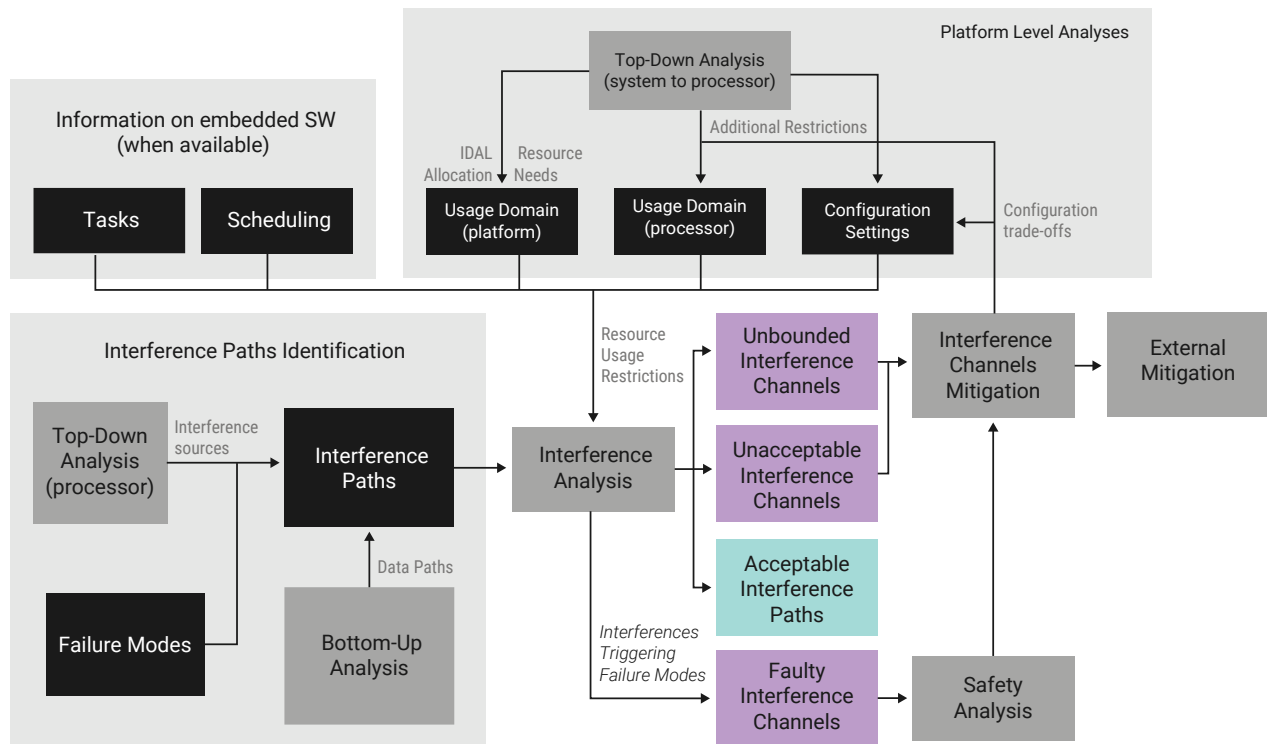 Platform Level Analyses
Top-Down Analysis
(system to processor)
Information on embedded SW
(when available)
Additional Restrictions
IDAL
Allocation
Resource
Needs
Tasks
Scheduling
Usage Domain
(platform)
Usage Domain
(processor)
Configuration
Settings
Configuration
trade-offs
Interference Paths Identification
Resource
Usage
Restrictions
Unbounded
Interference
Channels
Interference
Channels
Mitigation
External
Mitigation
Top-Down
Analysis
(processor)
Interference
sources
Interference
Paths
Interference
Analysis
Unacceptable
Interference
Channels
Data Paths
Acceptable
Interference
Paths
Failure Modes
Bottom-Up
Analysis
Interferences
Triggering
Failure Modes
Faulty
Interference
Channels
Safety
Analysis